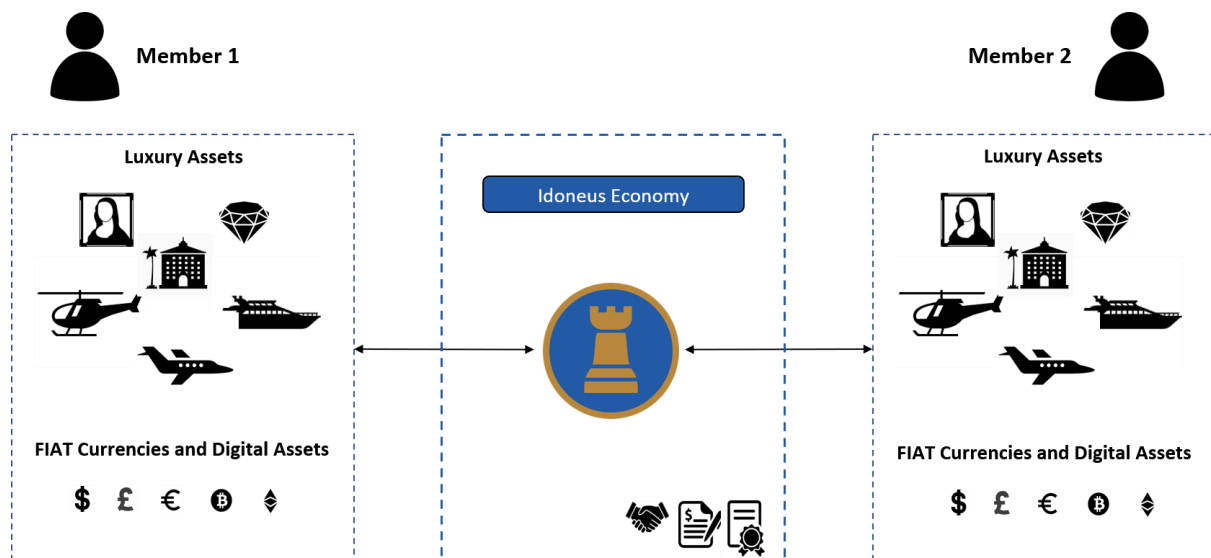 Member 1
Member 2
Luxury Assets
Idoneus Economy
Luxury Assets
FIAT Currencies and Digital Assets
$ £ € ₿
$
FIAT Currencies and Digital Assets
$ £ € ₿